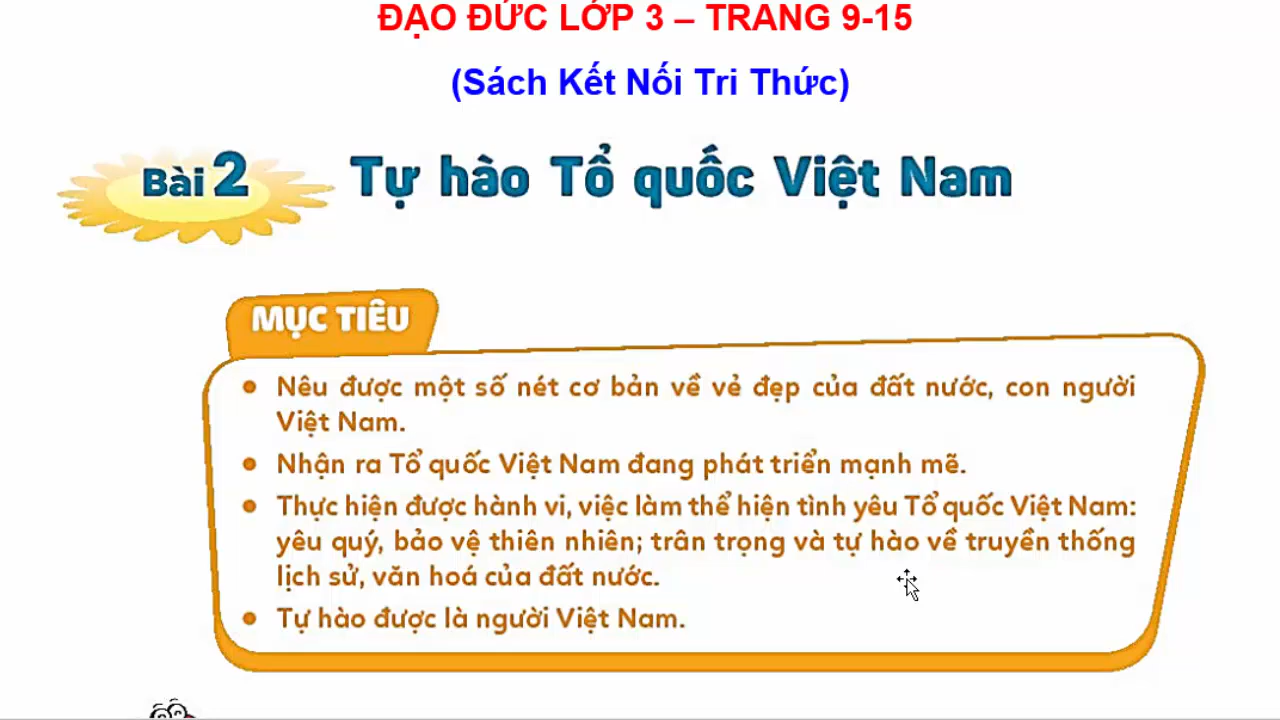 ĐẠO ĐỨC LỚP 3 – TRANG 9-15
(Sách Kết Nối Tri Thức)
Bài 2
Tự hào Tổ quốc Việt Nam
MỤC TIÊU
• Nêu được một số nét cơ bản về vẻ đẹp của đất nước, con người
Việt Nam.
• Nhận ra Tổ quốc Việt Nam đang phát triển mạnh mẽ.
• Thực hiện được hành vi, việc làm thể hiện tình yêu Tổ quốc Việt Nam:
yêu quý, bảo vệ thiên nhiên; trân trọng và tự hào về truyền thống
lịch sử, văn hoá của đất nước.
• Tự hào được là người Việt Nam.